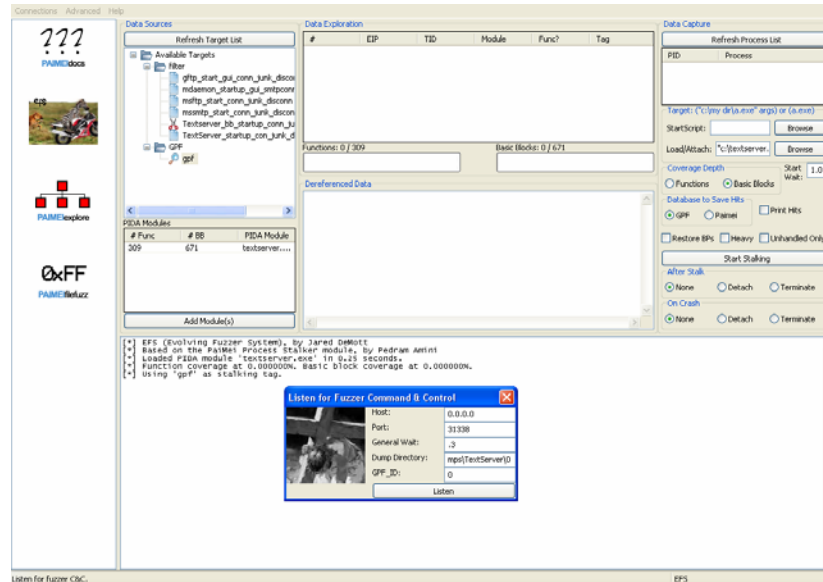 Connections Advanced Help
???
PAIMEIdocs
eps
PAIMEIexplore
0xFF
PAIMEIfilefuzz
Data Sources
Refresh Target List
Available Targets
filter
gftp_start_gui_conn_junk_discon
mdaemon_startup_gui_smtpconn
msftp_start_conn_junk_disconn
mssmtp_start_conn_junk_discon
Textserver_bb_startup_conn_ju
TextServer_startup_con_junk_d
GPF
gpf
PIDA Modules
# Func # BB PIDA Module
309 671 textserver....
Add Module(s)
Data Exploration
# EIP TID Module Func? Tag
Functions: 0 / 309 Basic Blocks: 0 / 671
Dereferenced Data
Data Capture
Refresh Process List
PID Process
Target: ("c:\my dir\a.exe" args) or (a.exe)
StartScript: Browse
Load/Attach: "c:\textserver. Browse
Coverage Depth
Functions Basic Blocks
Start Wait: 1.0
Database to Save Hits
GPF Paimei Print Hits
Restore BPs Heavy Unhandled Only
Start Stalking
After Stalk
None Detach Terminate
On Crash
None Detach Terminate
[*] EFS (Evolving Fuzzer System), by Jared DeMott
[*] Based on the PaiMei Process Stalker module, by Pedram Amini
[*] Loaded PIDA module 'textserver.exe' in 0.25 seconds.
[*] Function coverage at 0.000000%. Basic block coverage at 0.000000%.
[*] Using 'gpf' as stalking tag.
Listen for Fuzzer Command & Control
Host: 0.0.0.0
Port: 31338
General Wait: .3
Dump Directory: mps\TextServer\0
GPF_ID: 0
Listen
Listen for fuzzer C&C. EFS